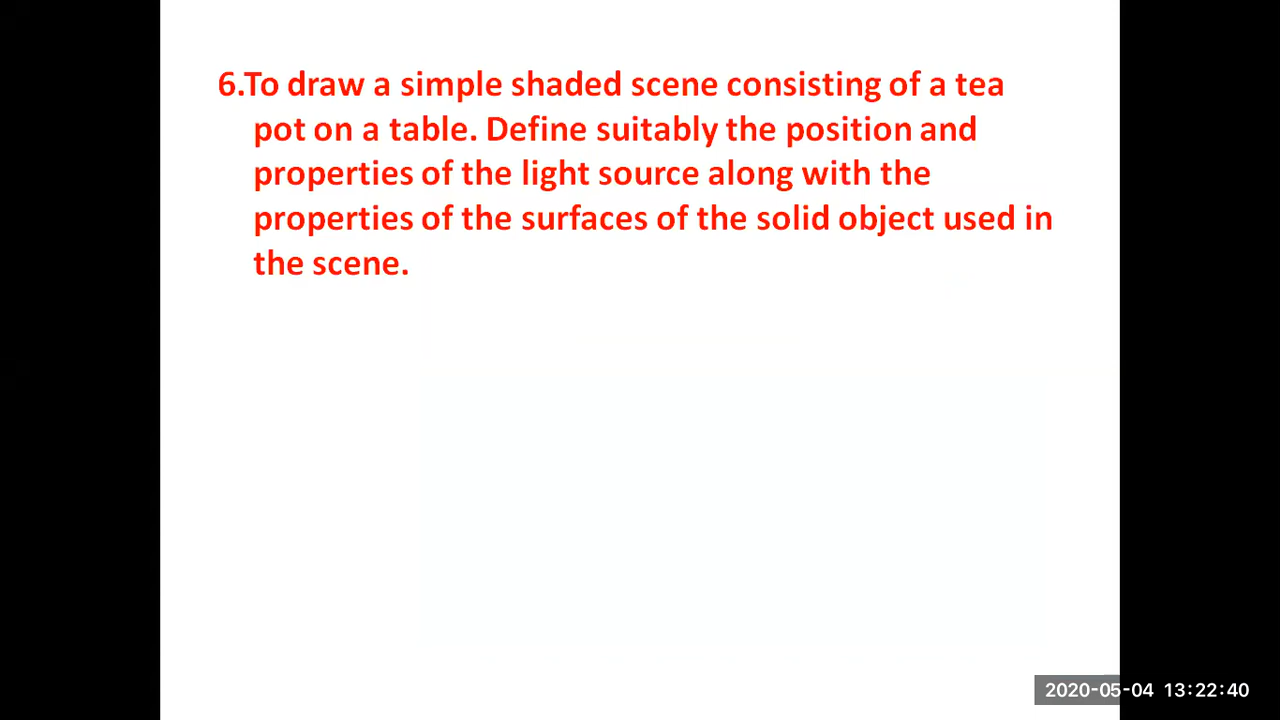 6.To draw a simple shaded scene consisting of a tea
pot on a table. Define suitably the position and
properties of the light source along with the
properties of the surfaces of the solid object used in
the scene.
2020-05-04 13:22:40